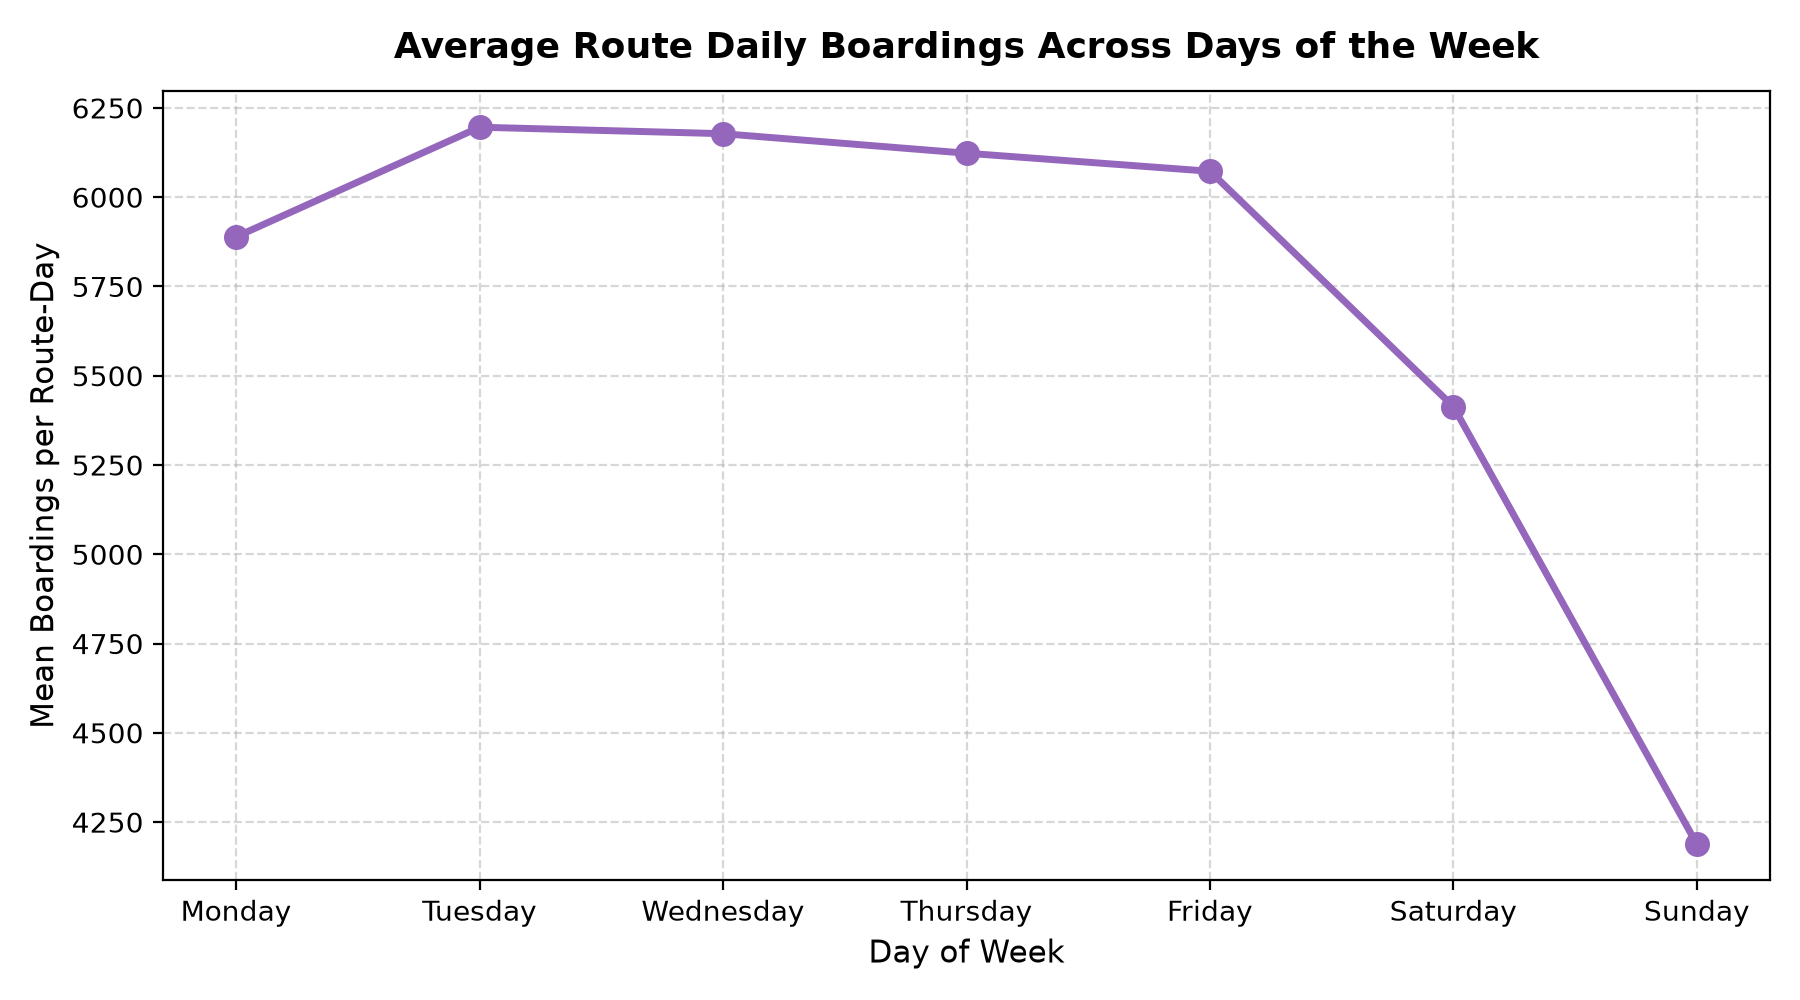 Average Route Daily Boardings Across Days of the Week
Mean Boardings per Route-Day
6250
6000
5750
5500
5250
5000
4750
4500
4250
Monday Tuesday Wednesday Thursday Friday Saturday Sunday
Day of Week